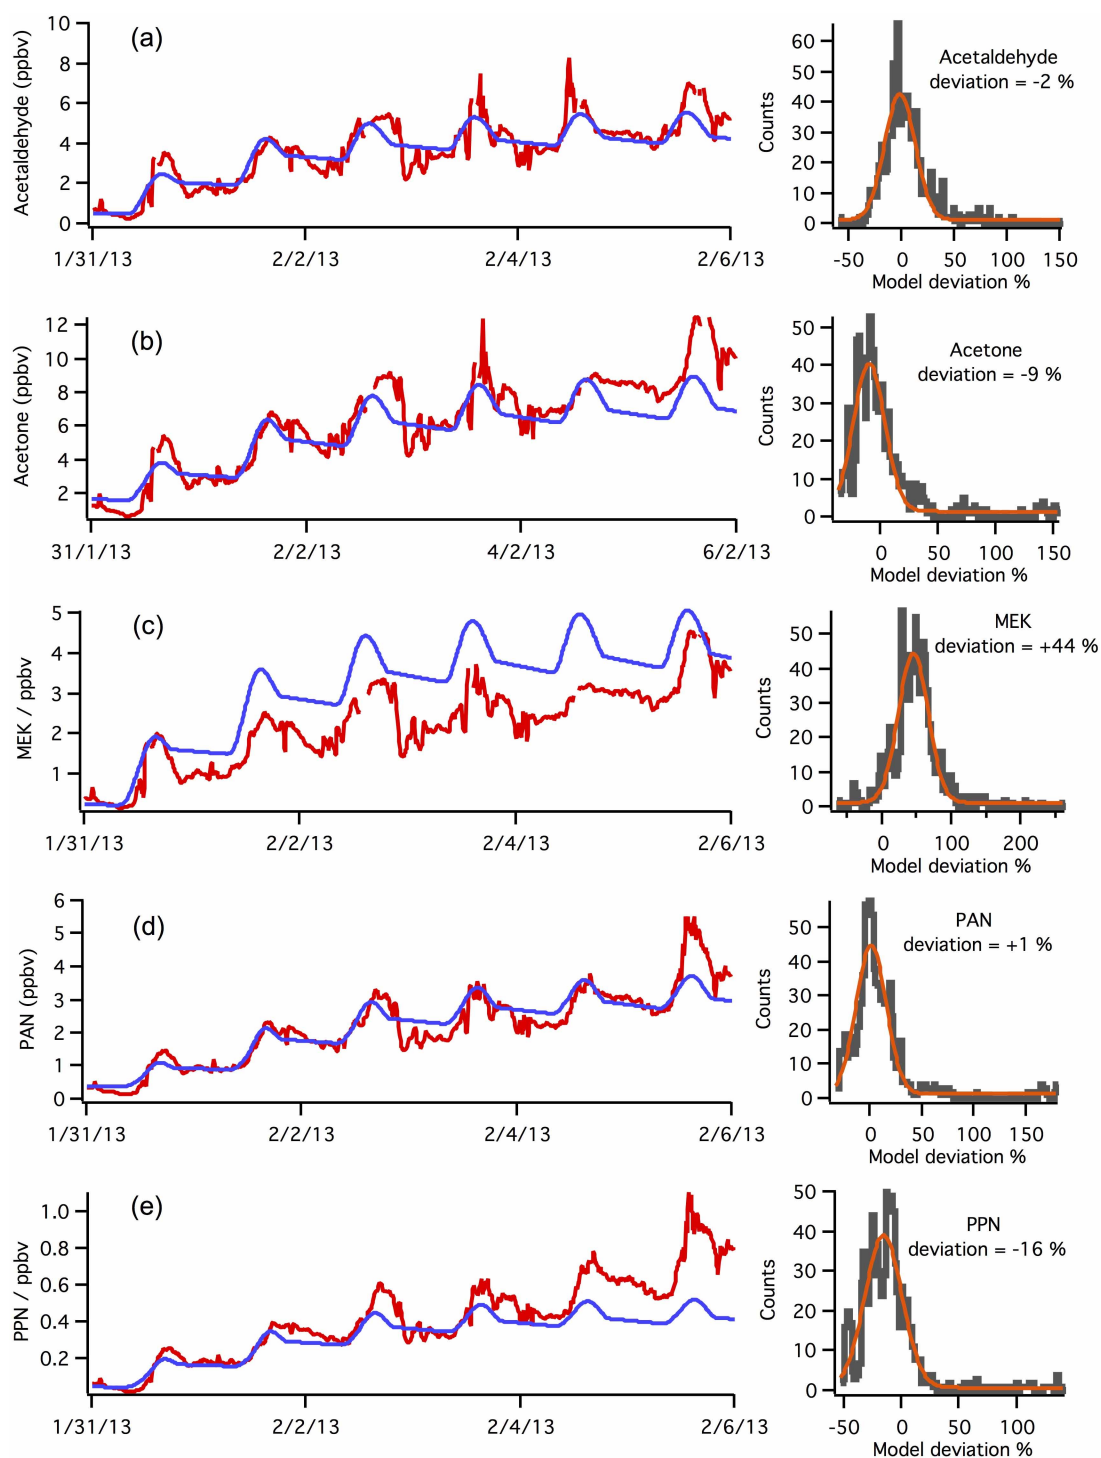 (a)
Acetaldehyde (ppbv)
10
8
6
4
2
0
1/31/13 2/2/13 2/4/13 2/6/13
Acetaldehyde
deviation = -2 %
Counts
60
50
40
30
20
10
0
-50 0 50 100 150
Model deviation %
(b)
Acetone (ppbv)
12
10
8
6
4
2
31/1/13 2/2/13 4/2/13 6/2/13
Acetone
deviation = -9 %
Counts
50
40
30
20
10
0
0 50 100 150
Model deviation %
(c)
MEK / ppbv
5
4
3
2
1
1/31/13 2/2/13 2/4/13 2/6/13
MEK
deviation = +44 %
Counts
50
40
30
20
10
0
0 100 200
Model deviation %
(d)
PAN (ppbv)
6
5
4
3
2
1
0
1/31/13 2/2/13 2/4/13 2/6/13
PAN
deviation = +1 %
Counts
50
40
30
20
10
0
0 50 100 150
Model deviation %
(e)
PPN / ppbv
1.0
0.8
0.6
0.4
0.2
1/31/13 2/2/13 2/4/13 2/6/13
PPN
deviation = -16 %
Counts
50
40
30
20
10
0
-50 0 50 100
Model deviation %